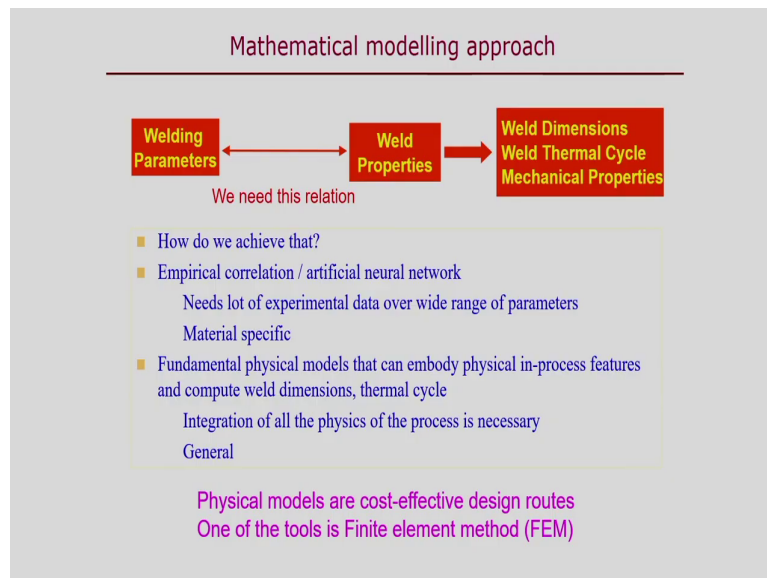 Mathematical modelling approach
Welding
Parameters
Weld
Properties
Weld Dimensions
Weld Thermal Cycle
Mechanical Properties
We need this relation
How do we achieve that?
Empirical correlation / artificial neural network
Needs lot of experimental data over wide range of parameters
Material specific
Fundamental physical models that can embody physical in-process features
and compute weld dimensions, thermal cycle
Integration of all the physics of the process is necessary
General
Physical models are cost-effective design routes
One of the tools is Finite element method (FEM)